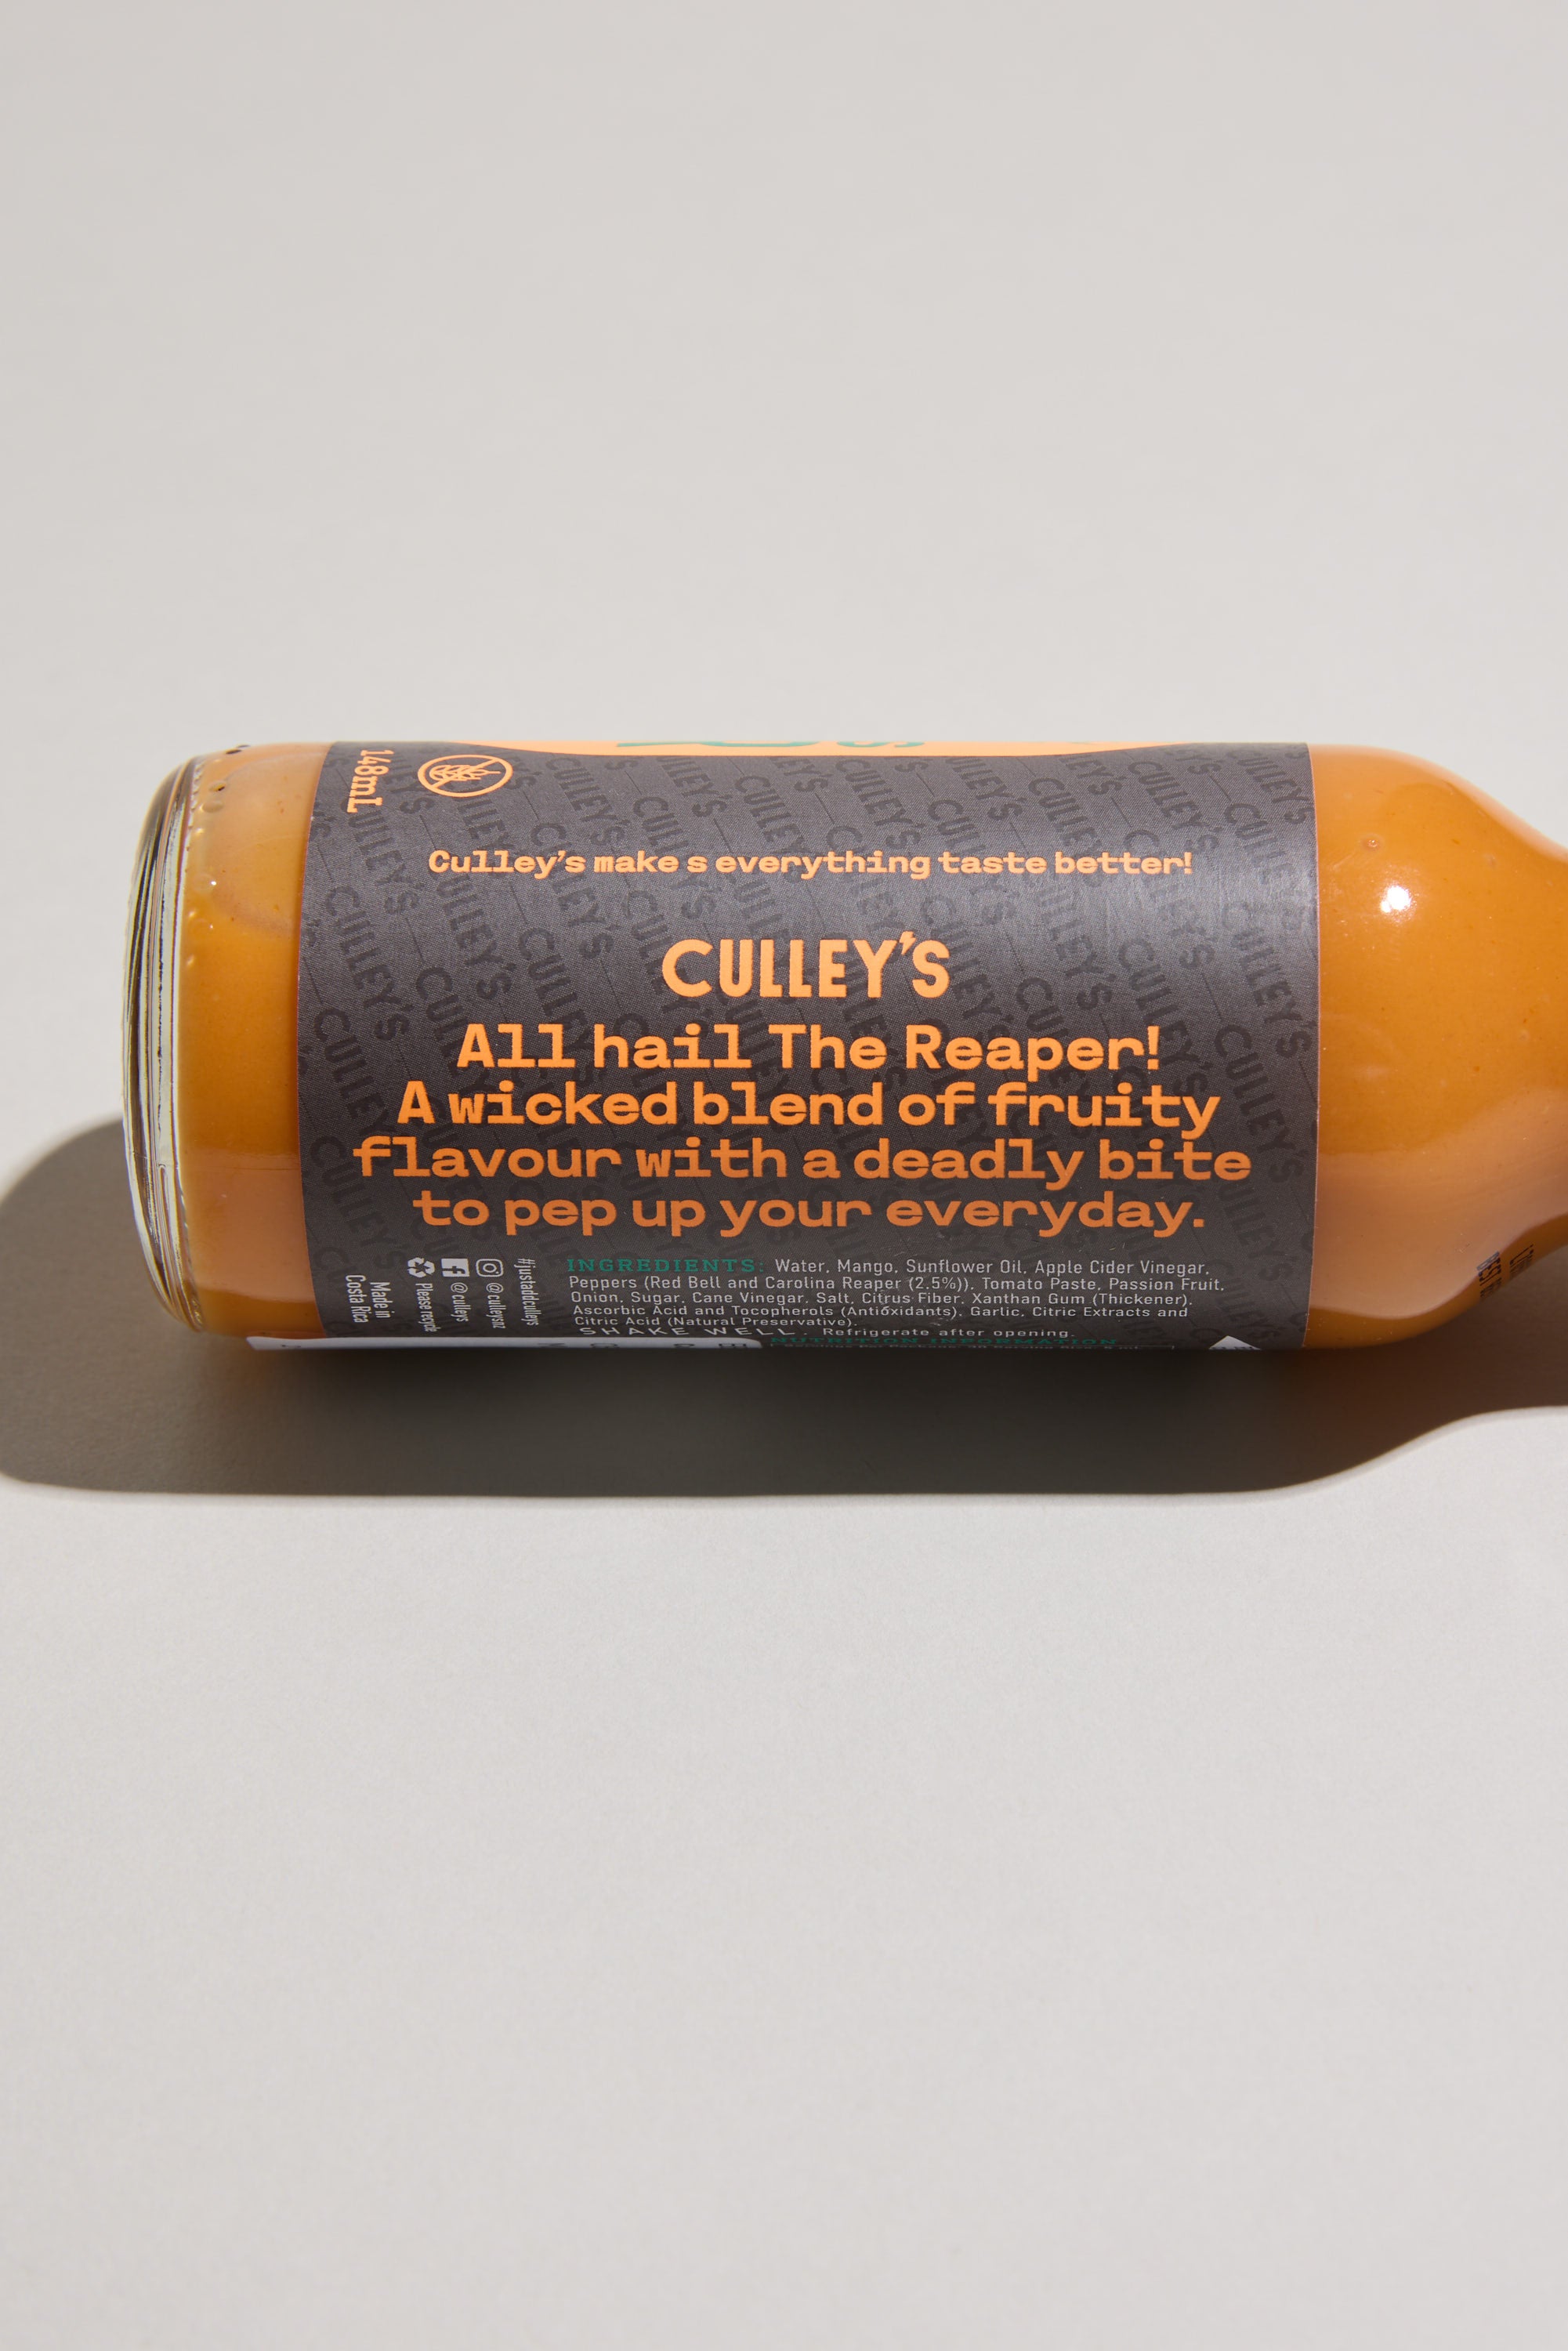 148mL
Culley's make s everything taste better!
CULLEY'S
All hail The Reaper!
A wicked blend of fruity
flavour with a deadly bite
to pep up your everyday.
INGREDIENTS: Water, Mango, Sunflower Oil, Apple Cider Vinegar,
Peppers (Red Bell and Carolina Reaper (2.5%)), Tomato Paste, Passion Fruit,
Onion, Sugar, Cane Vinegar, Salt, Citrus Fiber, Xanthan Gum (Thickener),
Ascorbic Acid and Tocopherols (Antioxidants), Garlic, Citric Extracts and
Citric Acid (Natural Preservative).
SHAKE WELL. Refrigerate after opening.
NUTRITION INFORMATION
#justaddculleys
@culleysnz
@culleys
Please recycle
Made in
Costa Rica